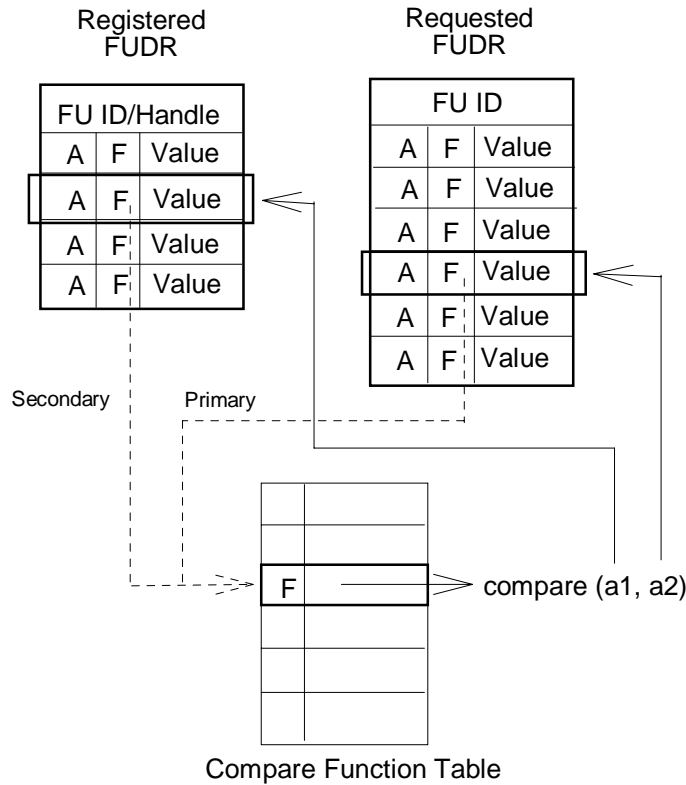 Registered
FUDR
Requested
FUDR
FU ID/Handle
A F Value
A F Value
A F Value
A F Value
FU ID
A F Value
A F Value
A F Value
A F Value
A F Value
A F Value
Secondary
Primary
F
compare (a1, a2)
Compare Function Table